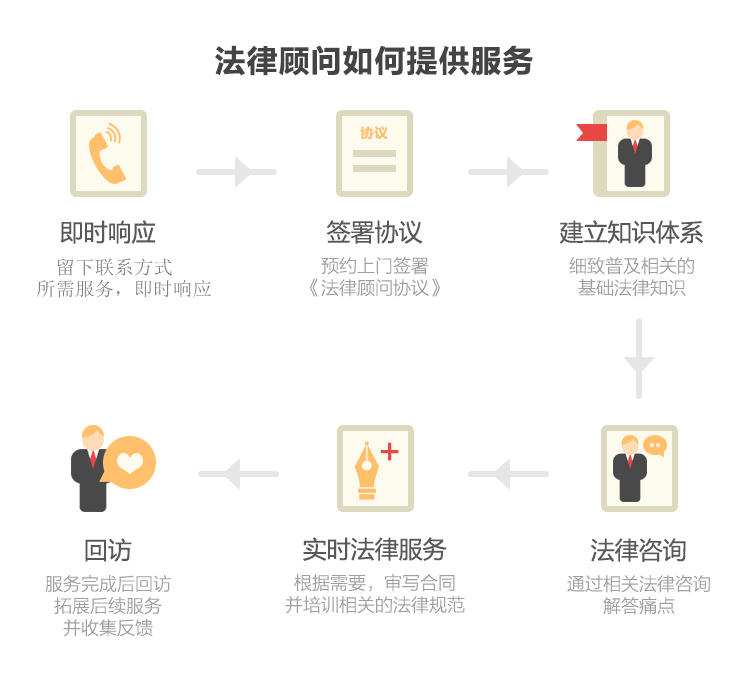 法律顾问如何提供服务
协议
即时响应
留下联系方式
所需服务，即时响应
签署协议
预约上门签署
《法律顾问协议》
建立知识体系
细致普及相关的
基础法律知识
法律咨询
通过相关法律咨询
解答痛点
实时法律服务
根据需要，审写合同
并培训相关的法律规范
回访
服务完成后回访
拓展后续服务
并收集反馈